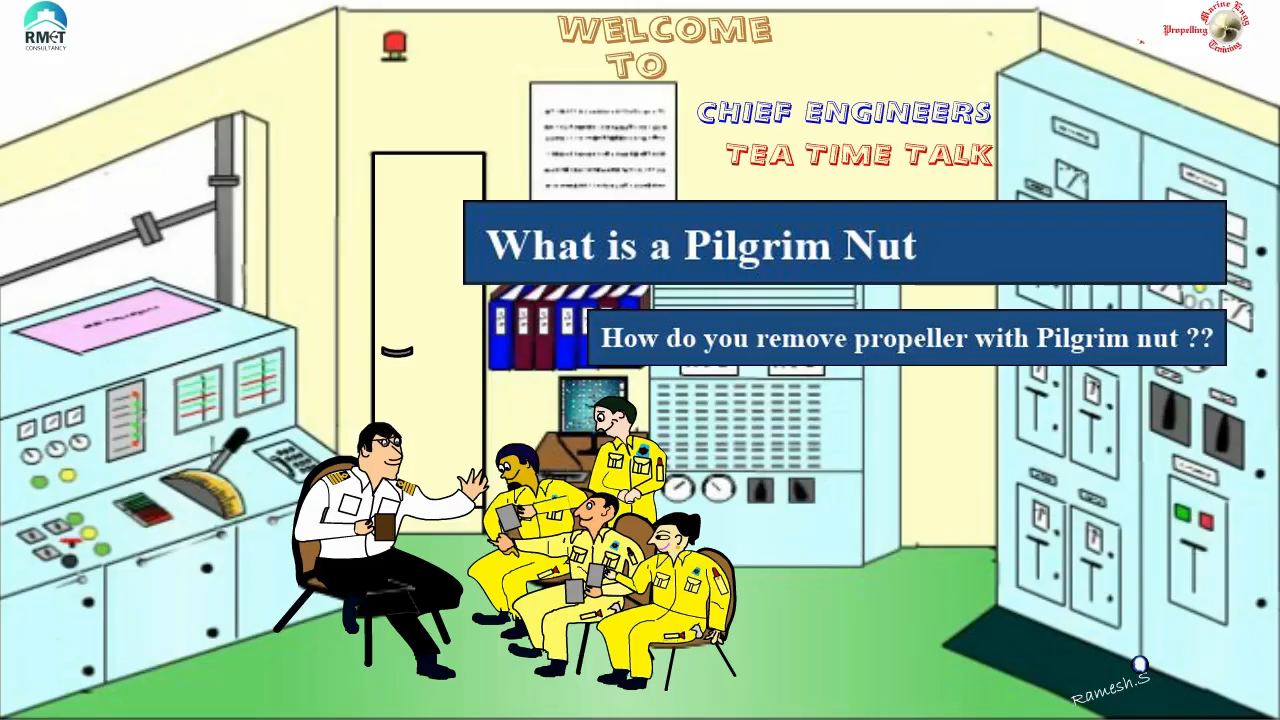 RMET
CONSULTANCY
WELCOME
TO
Propelling Marine Engg Training
CHIEF ENGINEERS
TEA TIME TALK
What is a Pilgrim Nut
How do you remove propeller with Pilgrim nut ??
Ramesh.S